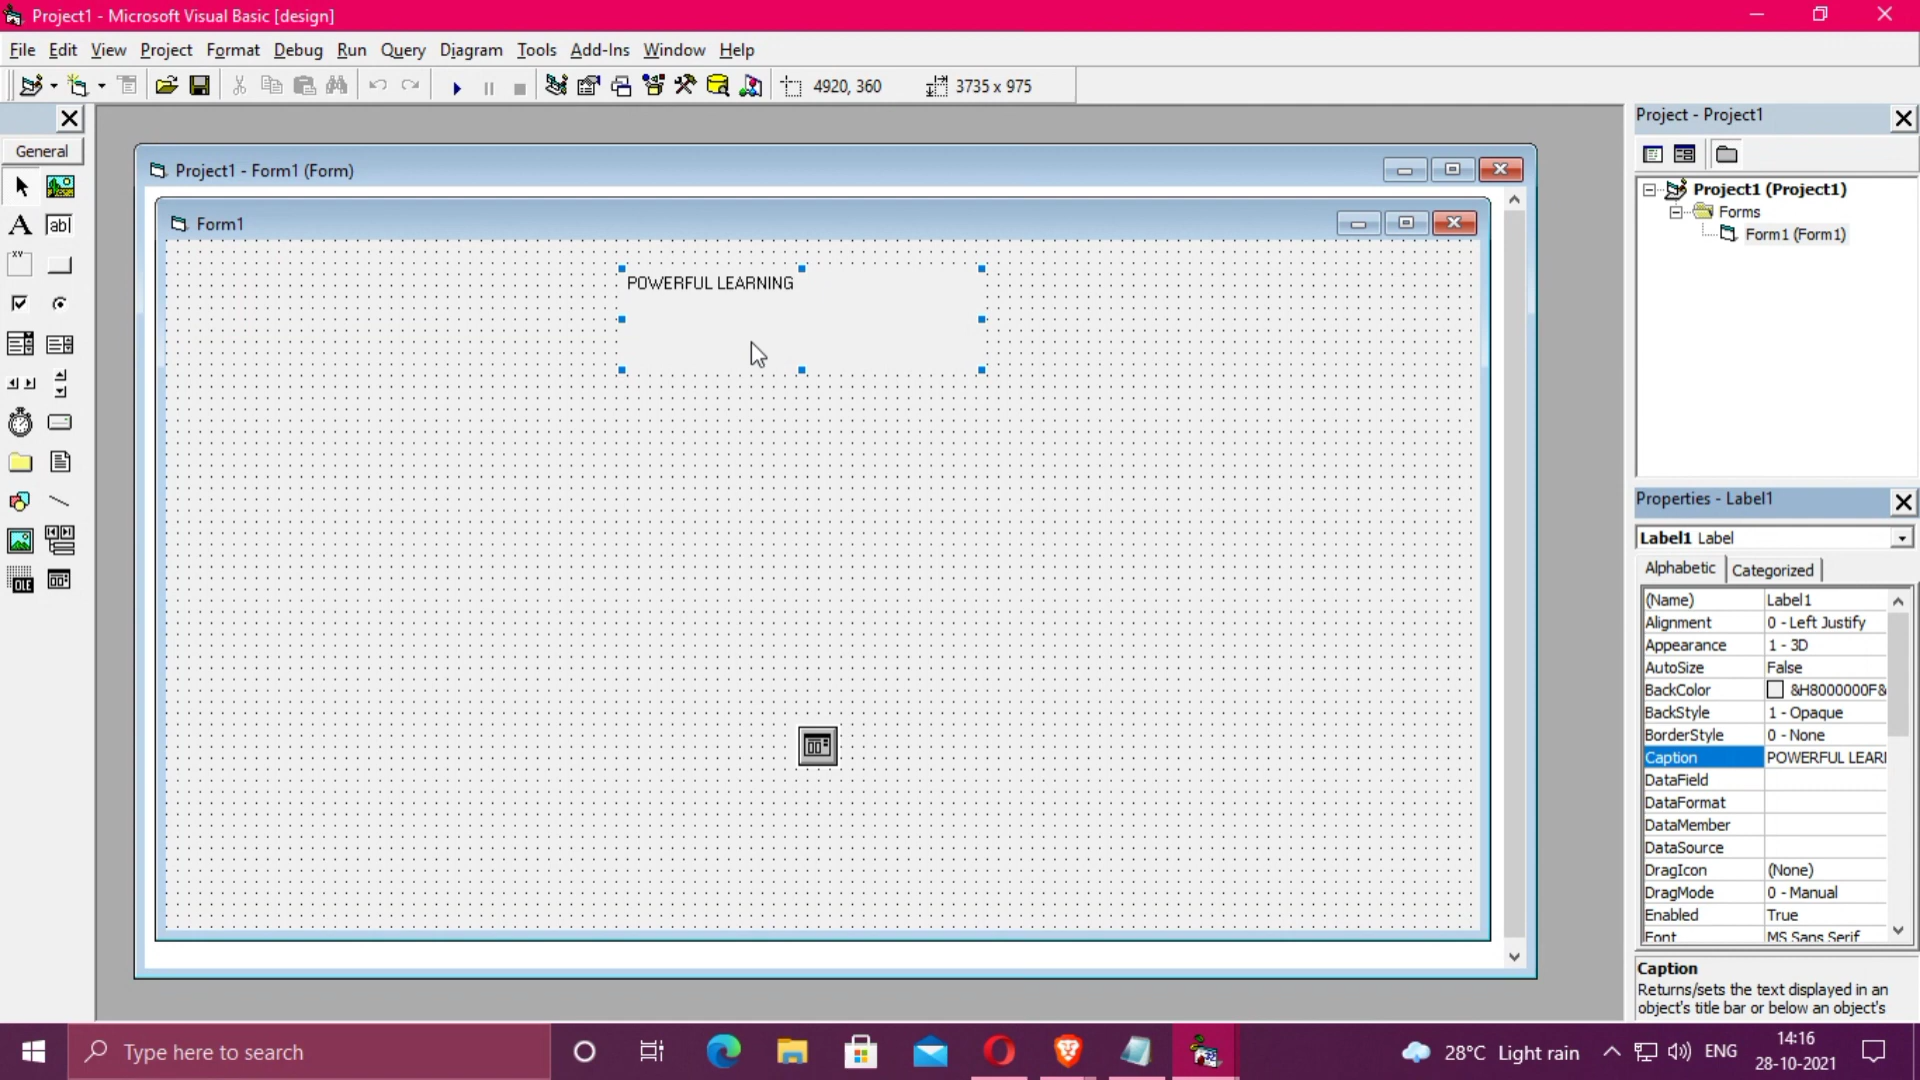 Project1 - Microsoft Visual Basic [design]
File Edit View Project Format Debug Run Query Diagram Tools Add-Ins Window Help
4920, 360 3735 x 975
General
A
abl
XY
OLE
Project1 - Form1 (Form)
Form1
POWERFUL LEARNING
Project - Project1
Project1 (Project1)
Forms
Form1 (Form1)
Properties - Label1
Label1 Label
Alphabetic Categorized
(Name) Label1
Alignment 0 - Left Justify
Appearance 1 - 3D
AutoSize False
BackColor &H8000000F&
BackStyle 1 - Opaque
BorderStyle 0 - None
Caption POWERFUL LEARI
DataField
DataFormat
DataMember
DataSource
DragIcon (None)
DragMode 0 - Manual
Enabled True
Font MS Sans Serif
Caption
Returns/sets the text displayed in an
object's title bar or below an object's
Type here to search
28°C Light rain
ENG
14:16
28-10-2021